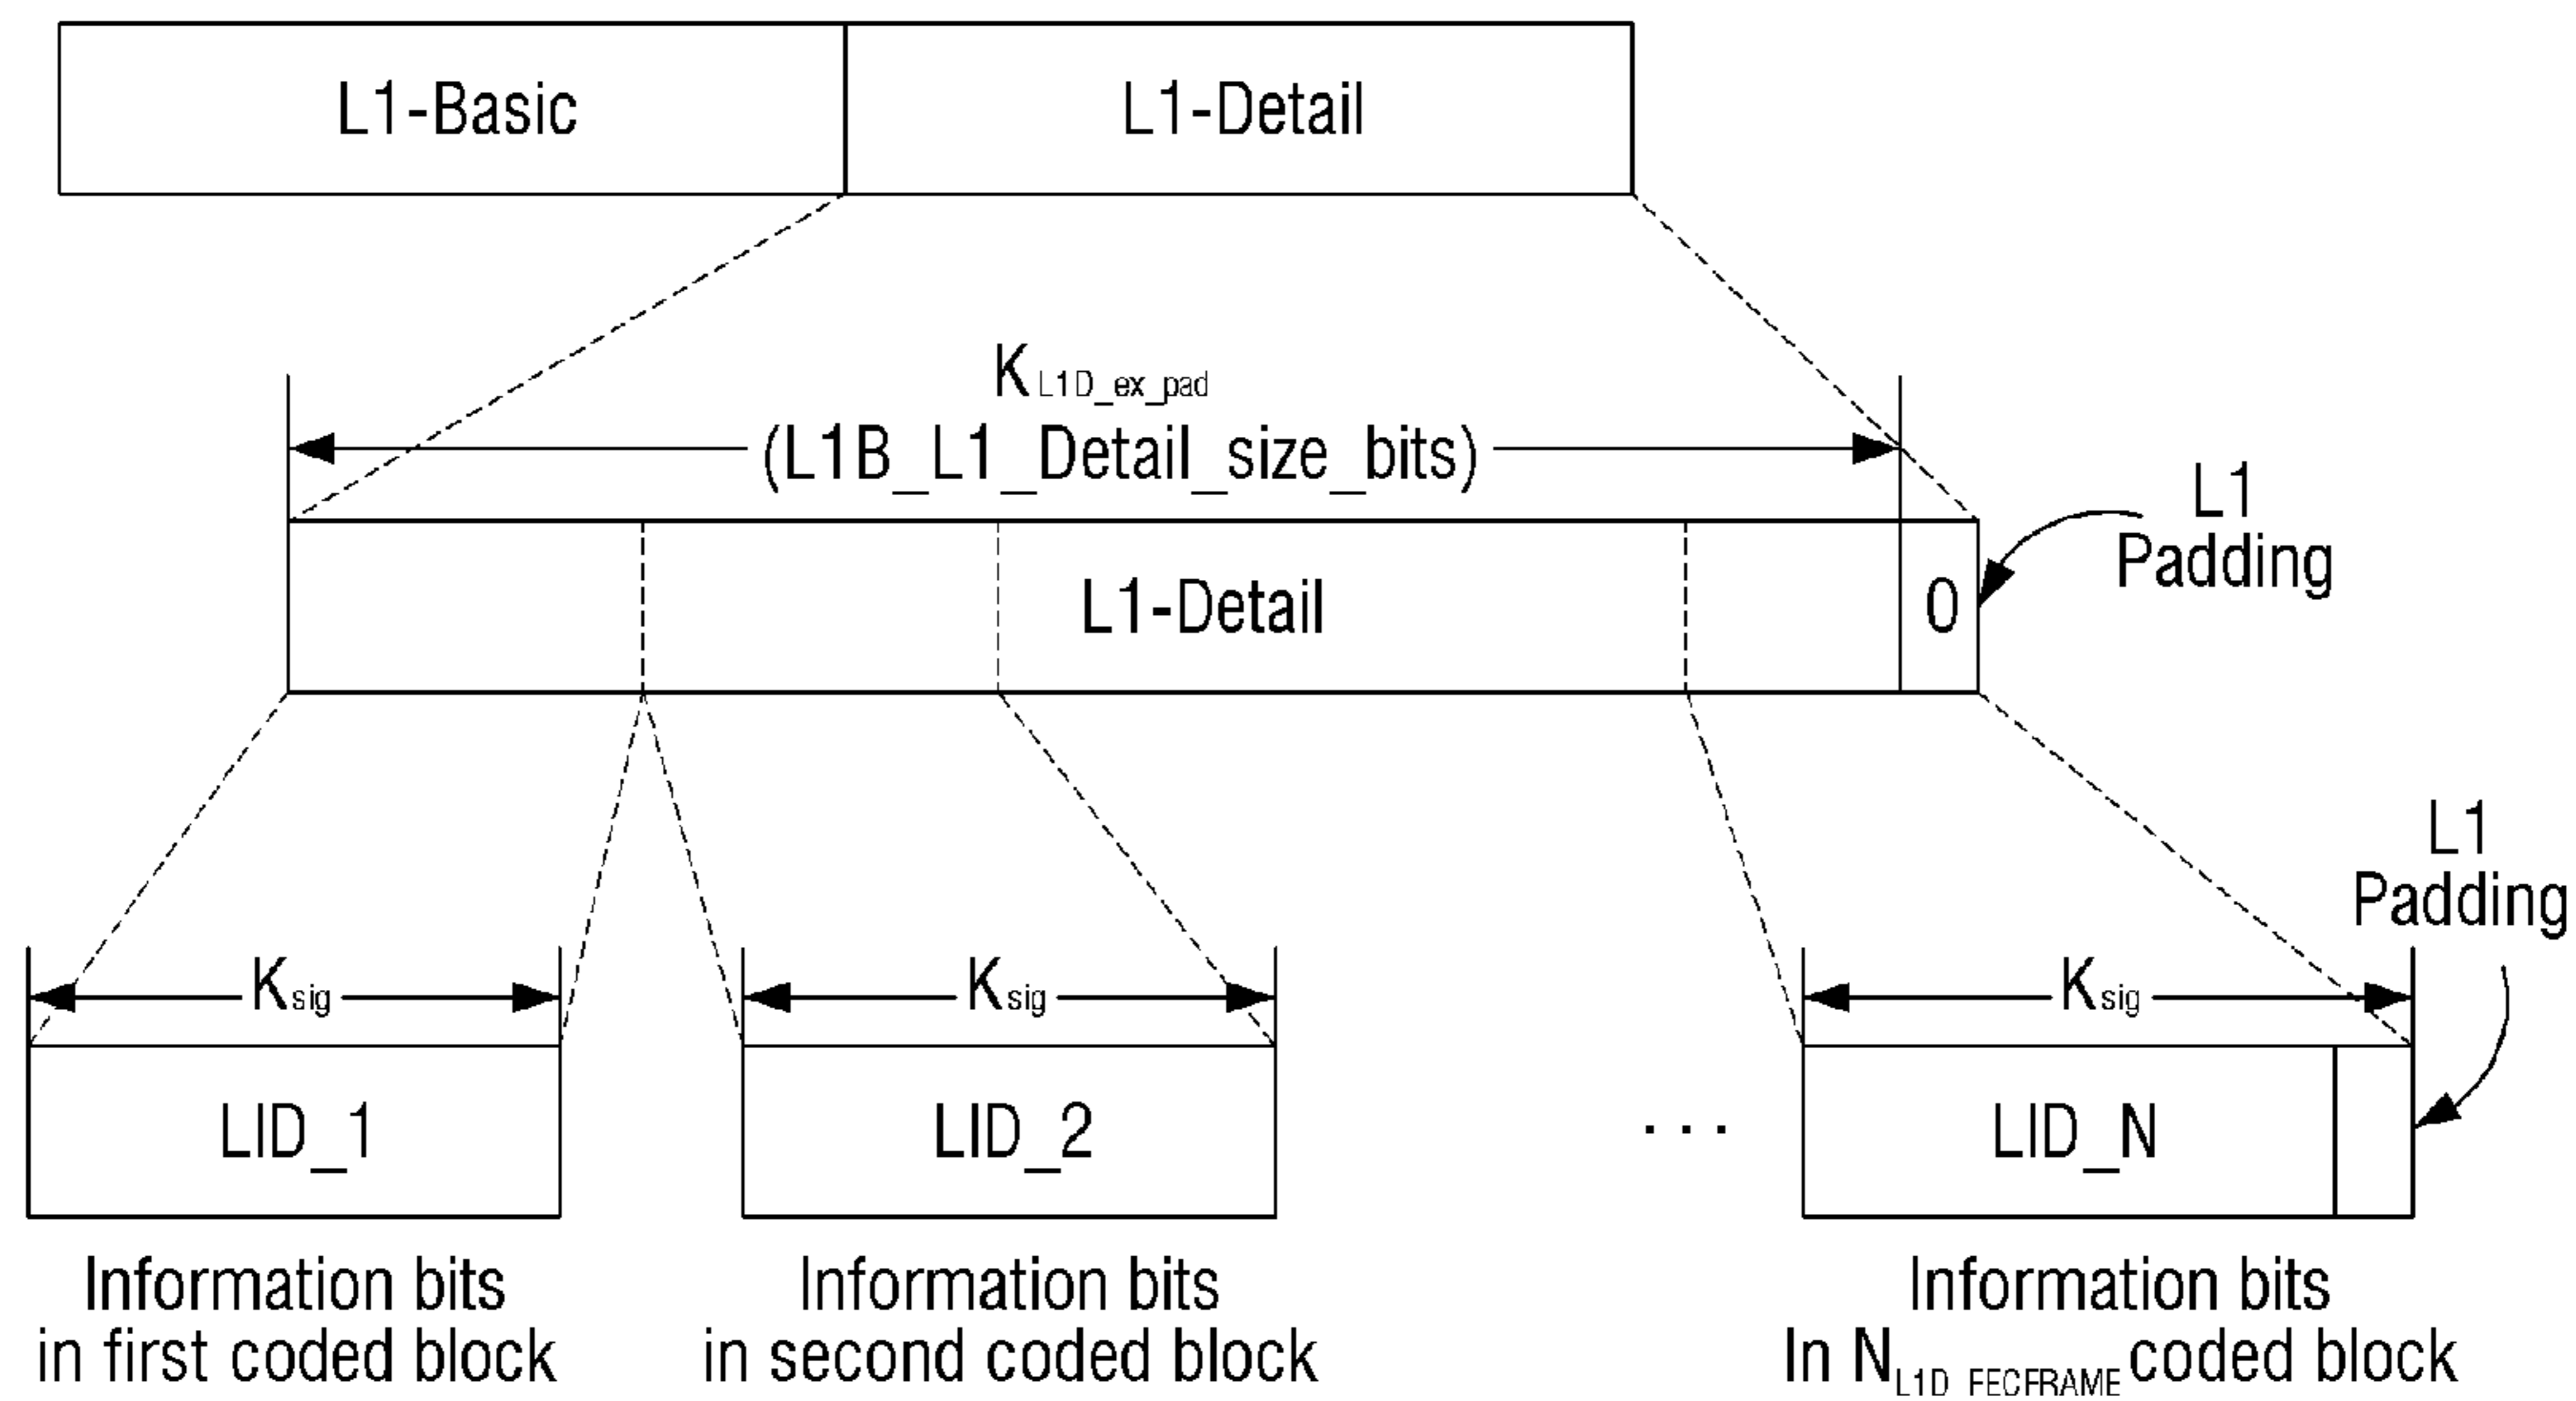 L1-Basic
L1-Detail
K L1D_ex_pad
(L1B_L1_Detail_size_bits)
L1
Padding
L1-Detail
0
L1
Padding
Ksig
Ksig
Ksig
LID_1
LID_2
...
LID_N
Information bits
in first coded block
Information bits
in second coded block
Information bits
In NL1D FECFRAME coded block